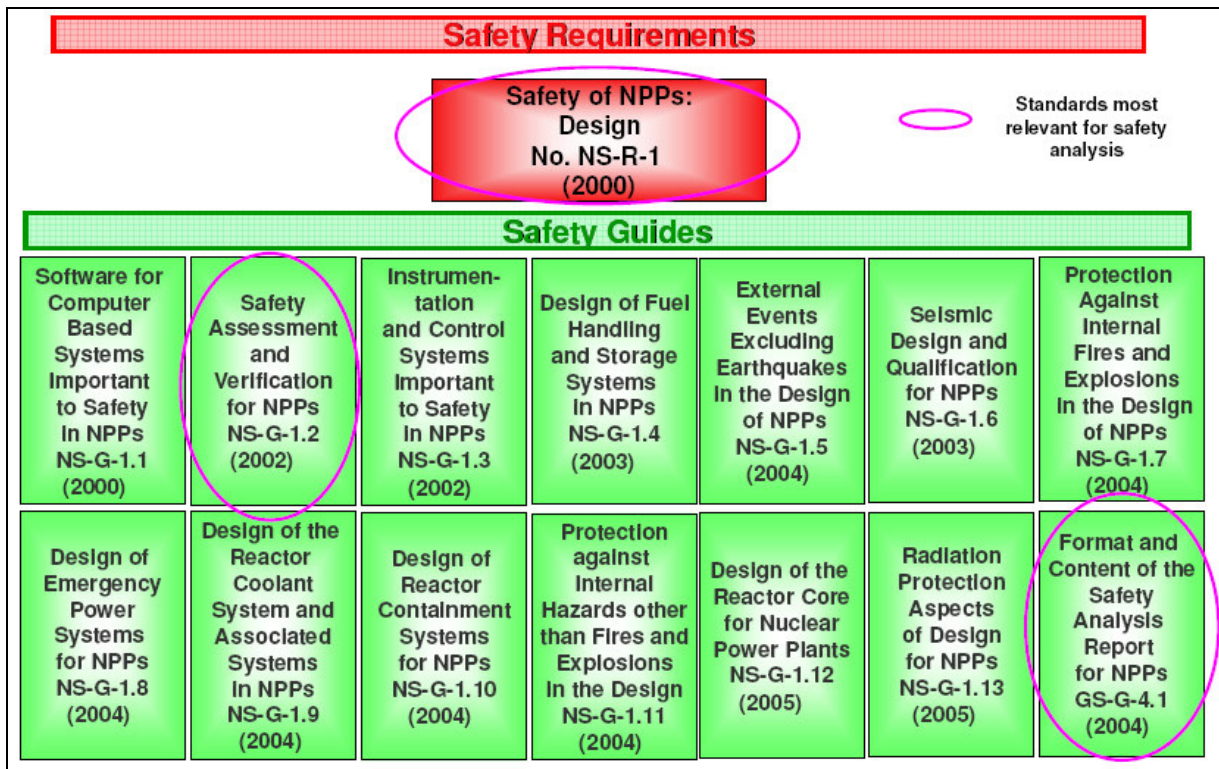 Safety Requirements
Safety of NPPs:
Design
No. NS-R-1
(2000)
Standards most
relevant for safety
analysis
Safety Guides
Software for
Computer
Based
Systems
Important
to Safety
in NPPs
NS-G-1.1
(2000)
Safety
Assessment
and
Verification
for NPPs
NS-G-1.2
(2002)
Instrumen-
tation
and Control
Systems
Important
to Safety
in NPPs
NS-G-1.3
(2002)
Design of Fuel
Handling
and Storage
Systems
in NPPs
NS-G-1.4
(2003)
External
Events
Excluding
Earthquakes
in the Design
of NPPs
NS-G-1.5
(2004)
Seismic
Design and
Qualification
for NPPs
NS-G-1.6
(2003)
Protection
Against
Internal
Fires and
Explosions
in the Design
of NPPs
NS-G-1.7
(2004)
Design of
Emergency
Power
Systems
for NPPs
NS-G-1.8
(2004)
Design of the
Reactor
Coolant
System and
Associated
Systems
in NPPs
NS-G-1.9
(2004)
Design of
Reactor
Containment
Systems
for NPPs
NS-G-1.10
(2004)
Protection
against
Internal
Hazards other
than Fires and
Explosions
in the Design
NS-G-1.11
(2004)
Design of the
Reactor Core
for Nuclear
Power Plants
NS-G-1.12
(2005)
Radiation
Protection
Aspects
of Design
for NPPs
NS-G-1.13
(2005)
Format and
Content of the
Safety
Analysis
Report
for NPPs
GS-G-4.1
(2004)